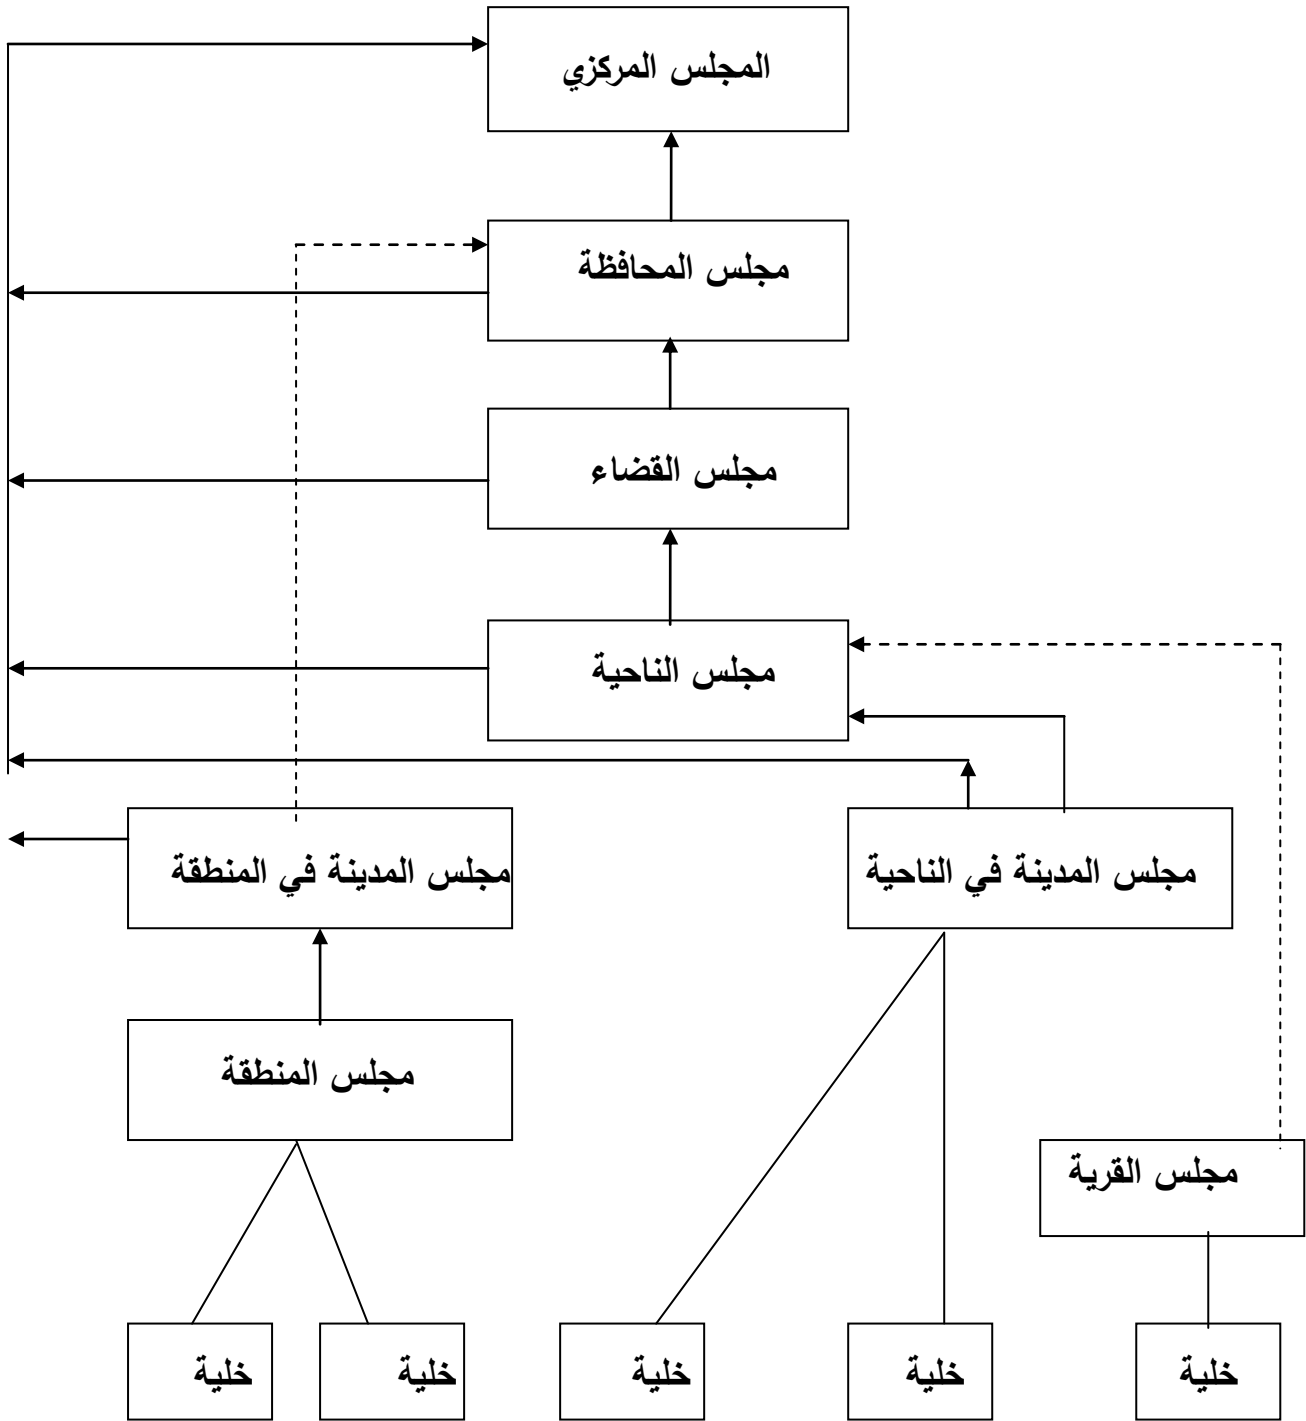 المجلس المركزي
مجلس المحافظة
مجلس القضاء
مجلس الناحية
مجلس المدينة في الناحية
مجلس المدينة في المنطقة
مجلس المنطقة
مجلس القرية
خلية
خلية
خلية
خلية
خلية